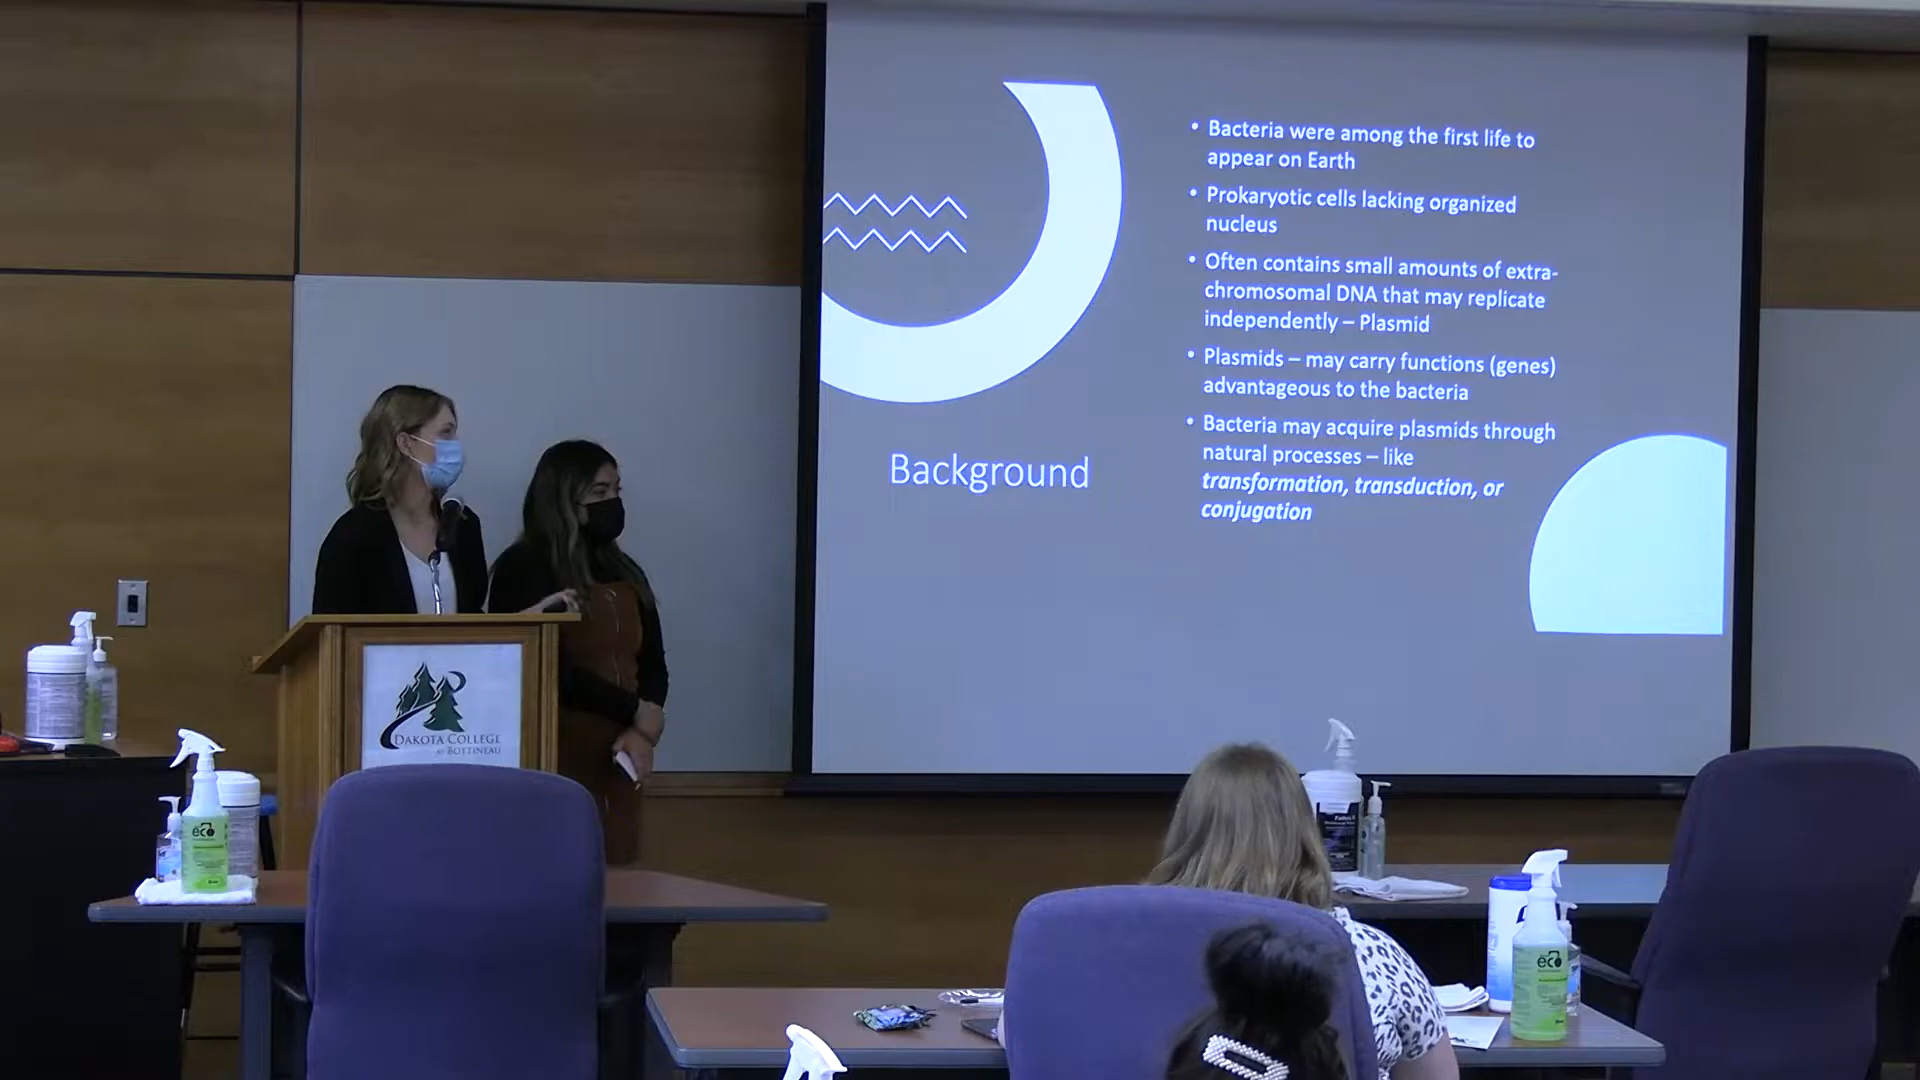 • Bacteria were among the first life to
appear on Earth
• Prokaryotic cells lacking organized
nucleus
• Often contains small amounts of extra-
chromosomal DNA that may replicate
independently – Plasmid
• Plasmids – may carry functions (genes)
advantageous to the bacteria
• Bacteria may acquire plasmids through
natural processes – like
transformation, transduction, or
conjugation
Background
DAKOTA COLLEGE
AT BOTTINEAU
eco
eco